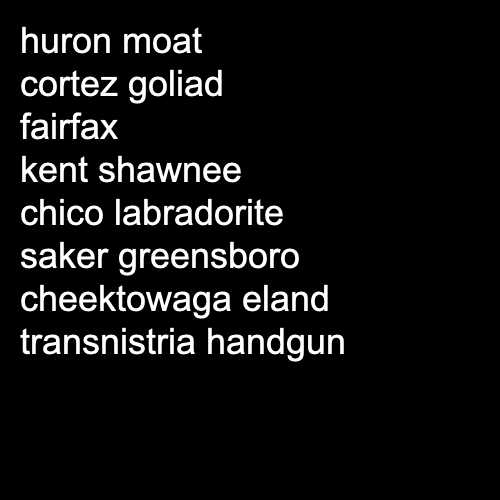 huron moat
cortez goliad
fairfax
kent shawnee
chico labradorite
saker greensboro
cheektowaga eland
transnistria handgun